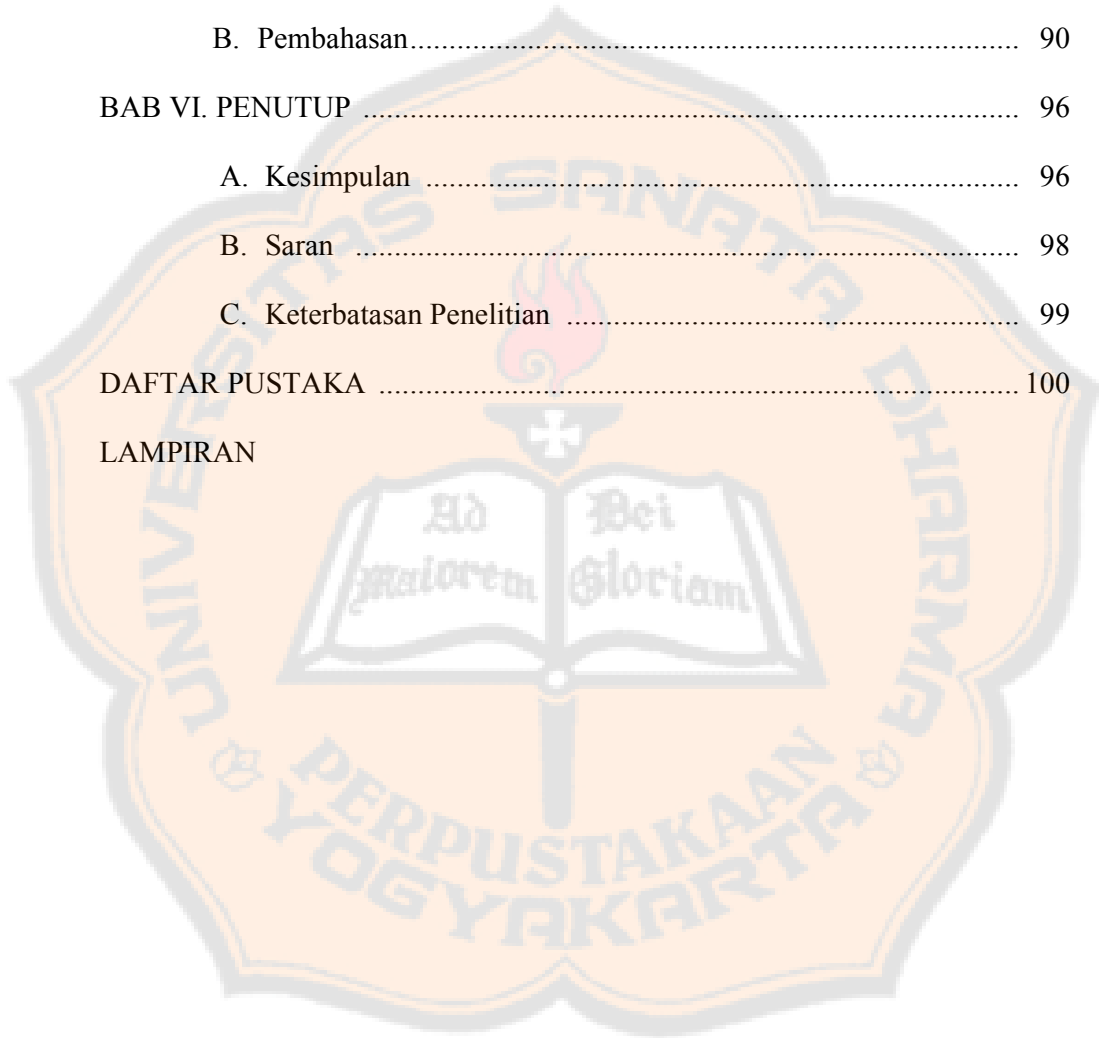 B. Pembahasan.......................................................................... 90
BAB VI. PENUTUP ................................................................................ 96
A. Kesimpulan ........................................................................ 96
B. Saran ................................................................................. 98
C. Keterbatasan Penelitian ....................................................... 99
DAFTAR PUSTAKA .............................................................................. 100
LAMPIRAN
UNIVERSITAS SANATA DHARMA
Ad Dei
Maiorem Gloriam
PERPUSTAKAAN
YOGYAKARTA